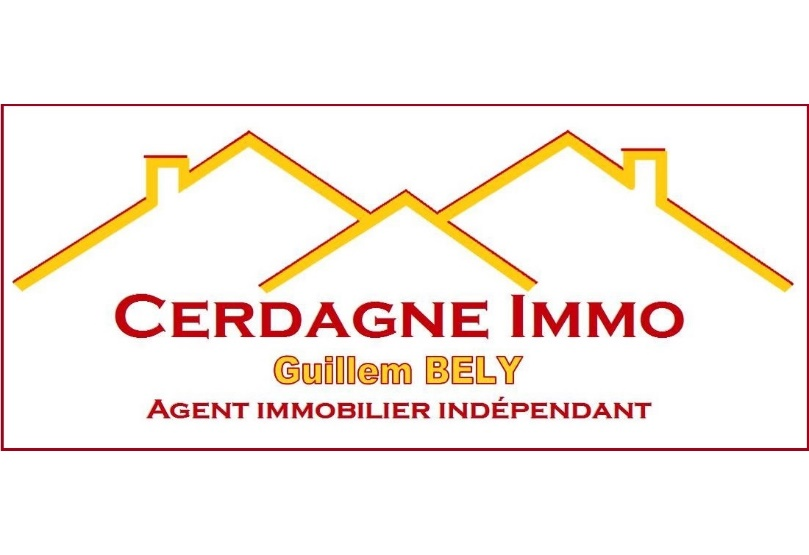 Cerdagne Immo
Guillem BELY
Agent immobilier indépendant